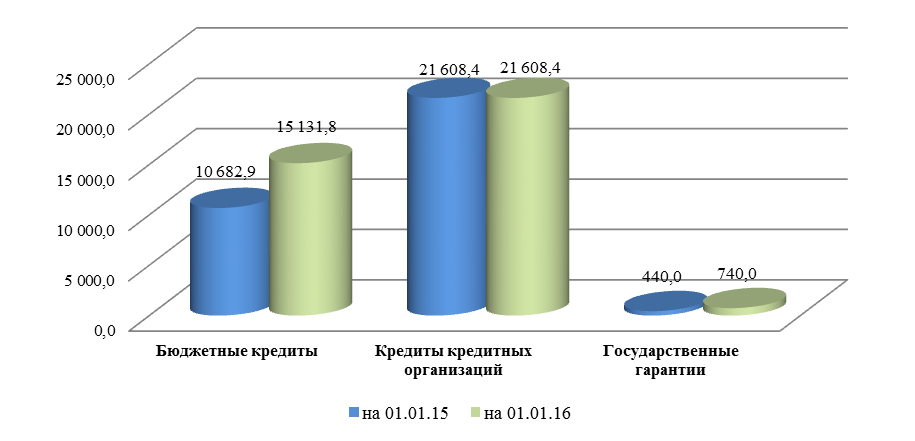 25 000,0
20 000,0
15 000,0
10 000,0
5 000,0
0,0
10 682,9
15 131,8
21 608,4
21 608,4
440,0
740,0
Бюджетные кредиты
Кредиты кредитных
организаций
Государственные
гарантии
на 01.01.15
на 01.01.16